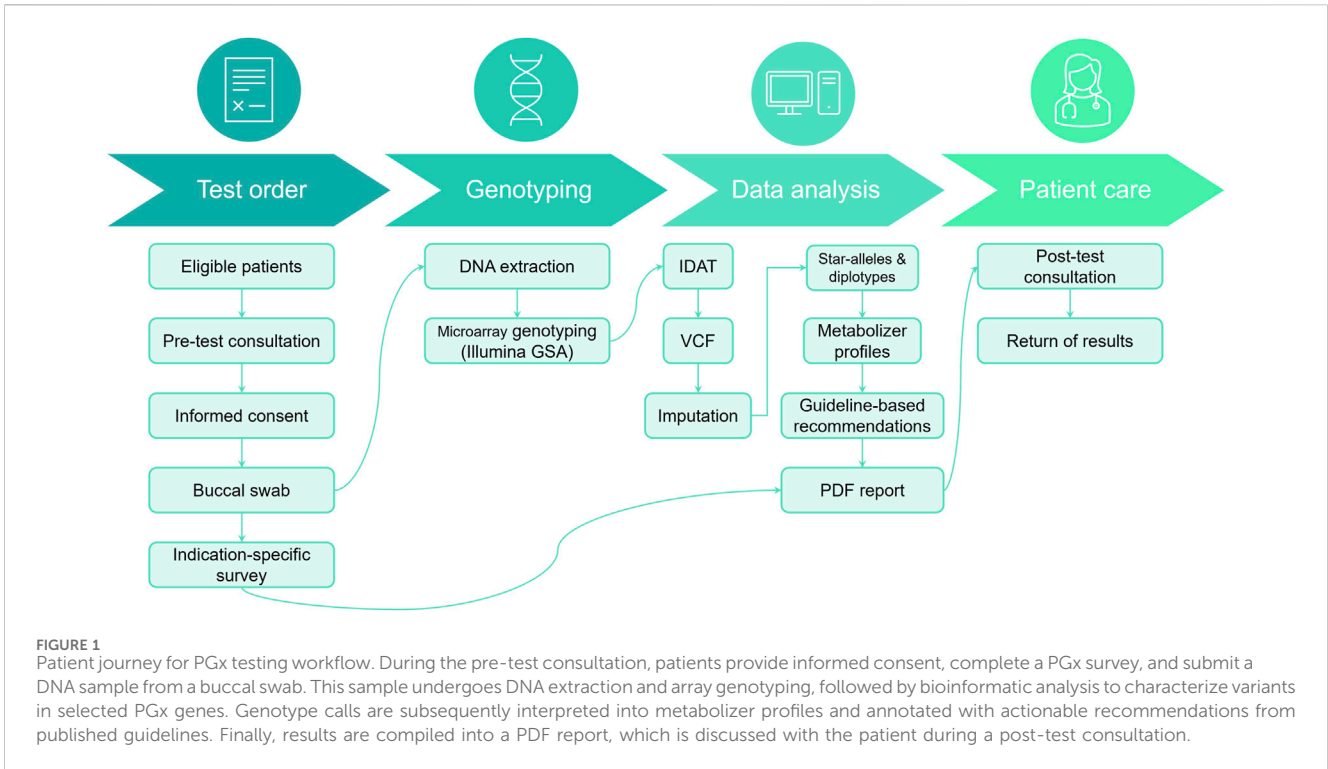 Test order
Genotyping
Data analysis
Patient care
Eligible patients
Pre-test consultation
Informed consent
Buccal swab
Indication-specific
survey
DNA extraction
Microarray genotyping
(Illumina GSA)
IDAT
VCF
Imputation
Star-alleles &
diplotypes
Metabolizer
profiles
Guideline-based
recommendations
PDF report
Post-test
consultation
Return of results
FIGURE 1
Patient journey for PGx testing workflow. During the pre-test consultation, patients provide informed consent, complete a PGx survey, and submit a
DNA sample from a buccal swab. This sample undergoes DNA extraction and array genotyping, followed by bioinformatic analysis to characterize variants
in selected PGx genes. Genotype calls are subsequently interpreted into metabolizer profiles and annotated with actionable recommendations from
published guidelines. Finally, results are compiled into a PDF report, which is discussed with the patient during a post-test consultation.